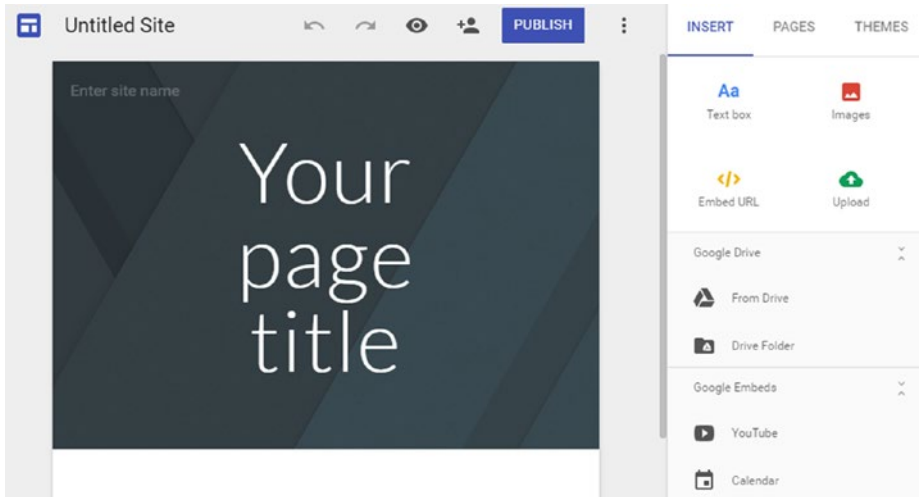 Untitled Site
PUBLISH
INSERT PAGES THEMES
Enter site name
Your
page
title
Aa
Text box Images
</>
Embed URL Upload
Google Drive
From Drive
Drive Folder
Google Embeds
YouTube
Calendar